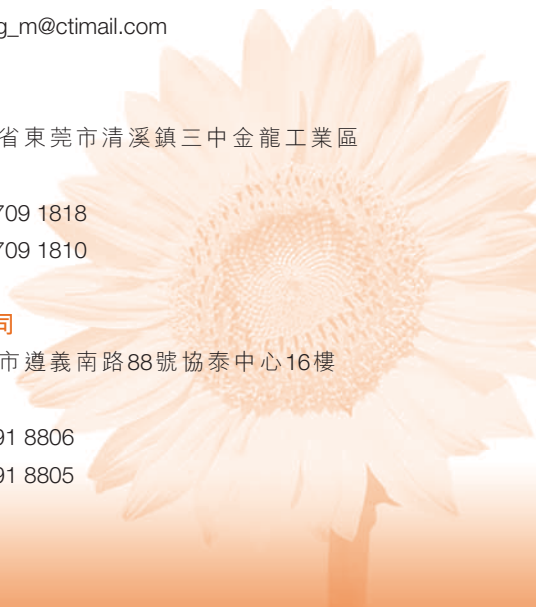 g_m@ctimail.com
省東莞市清溪鎮三中金龍工業區
709 1818
709 1810
司
市遵義南路88號協泰中心16樓
91 8806
91 8805